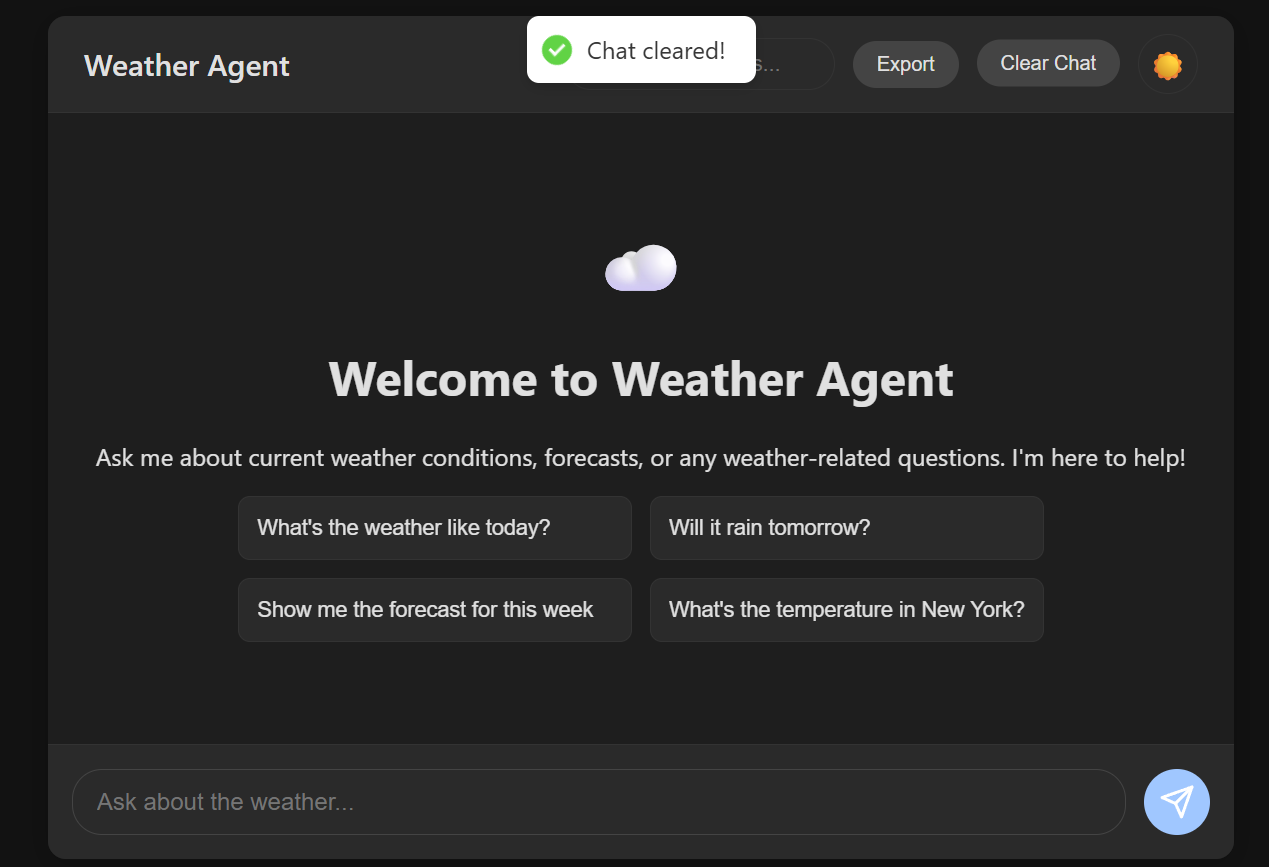 Weather Agent
Chat cleared!
Export
Clear Chat
Welcome to Weather Agent
Ask me about current weather conditions, forecasts, or any weather-related questions. I'm here to help!
What's the weather like today?
Will it rain tomorrow?
Show me the forecast for this week
What's the temperature in New York?
Ask about the weather...